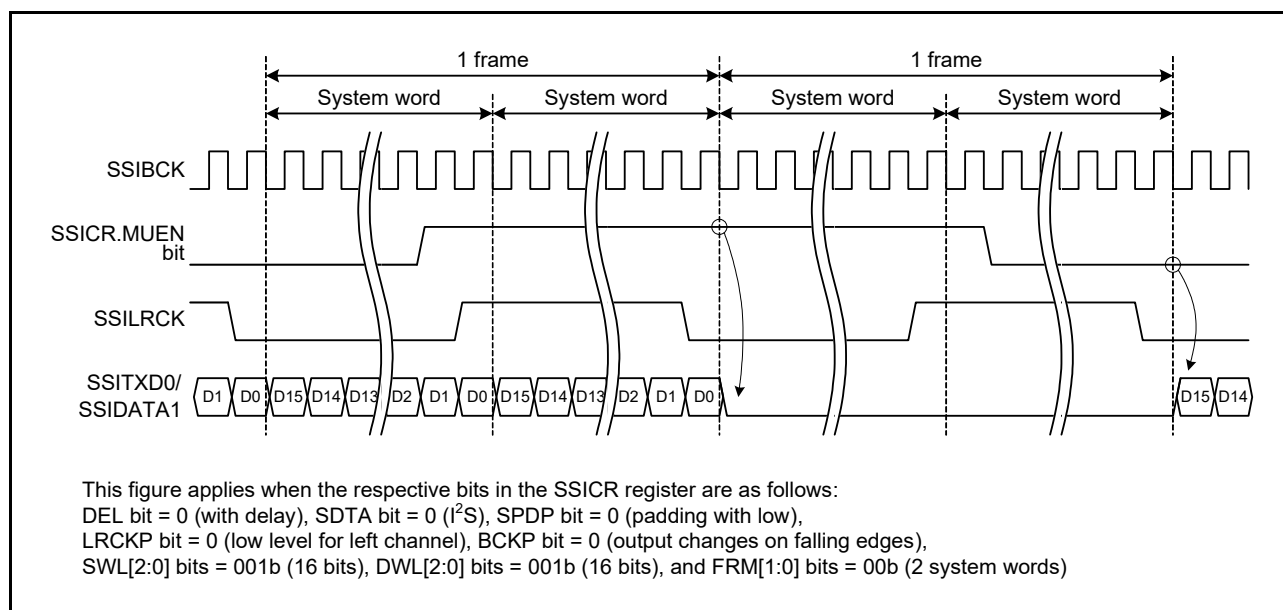 1 frame 1 frame
System word System word System word System word
SSIBCK
SSICR.MUEN
bit
SSILRCK
SSITXD0/
SSIDATA1
D1 D0 D15 D14 D13 D2 D1 D0 D15 D14 D13 D2 D1 D0 D15 D14
This figure applies when the respective bits in the SSICR register are as follows:
DEL bit = 0 (with delay), SDTA bit = 0 (I²S), SPDP bit = 0 (padding with low),
LRCKP bit = 0 (low level for left channel), BCKP bit = 0 (output changes on falling edges),
SWL[2:0] bits = 001b (16 bits), DWL[2:0] bits = 001b (16 bits), and FRM[1:0] bits = 00b (2 system words)